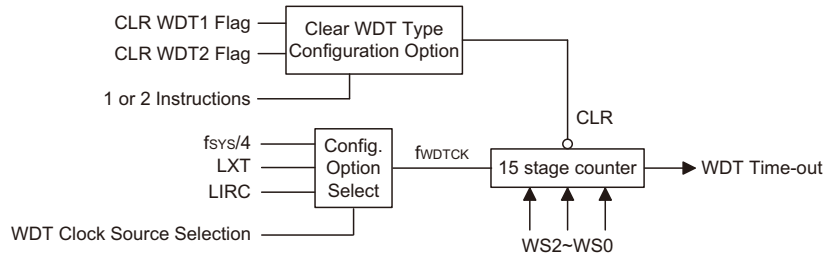 CLR WDT1 Flag
CLR WDT2 Flag
1 or 2 Instructions
Clear WDT Type
Configuration Option
CLR
fSYS/4
LXT
LIRC
WDT Clock Source Selection
Config.
Option
Select
fWDTCK
15 stage counter
WDT Time-out
WS2~WS0